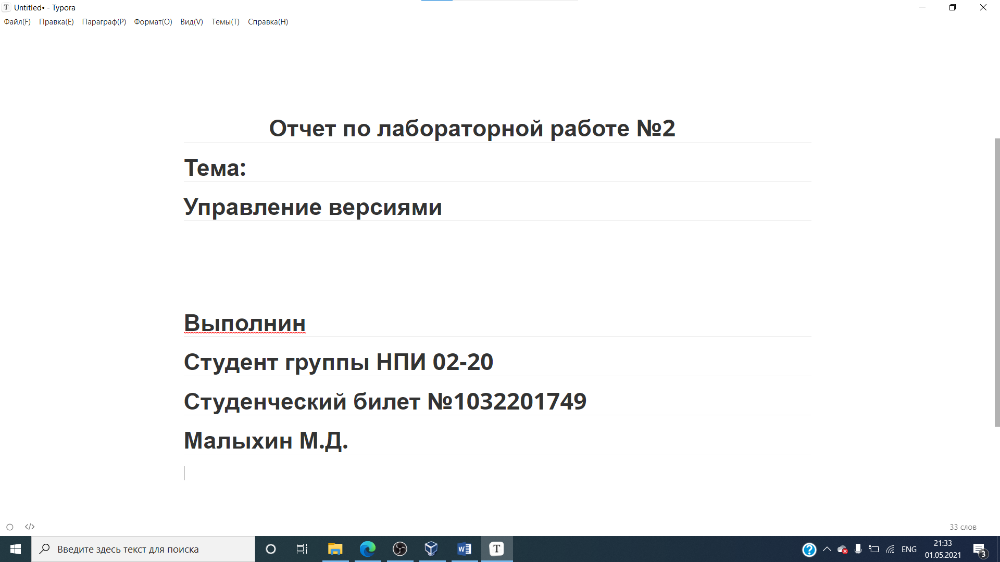 Untitled• - Typora
Файл(F) Правка(E) Параграф(P) Формат(O) Вид(V) Темы(T) Справка(H)
Отчет по лабораторной работе №2
Тема:
Управление версиями
Выполнин
Студент группы НПИ 02-20
Студенческий билет №1032201749
Малыхин М.Д.
33 слов
Введите здесь текст для поиска
ENG
21:33
01.05.2021
3